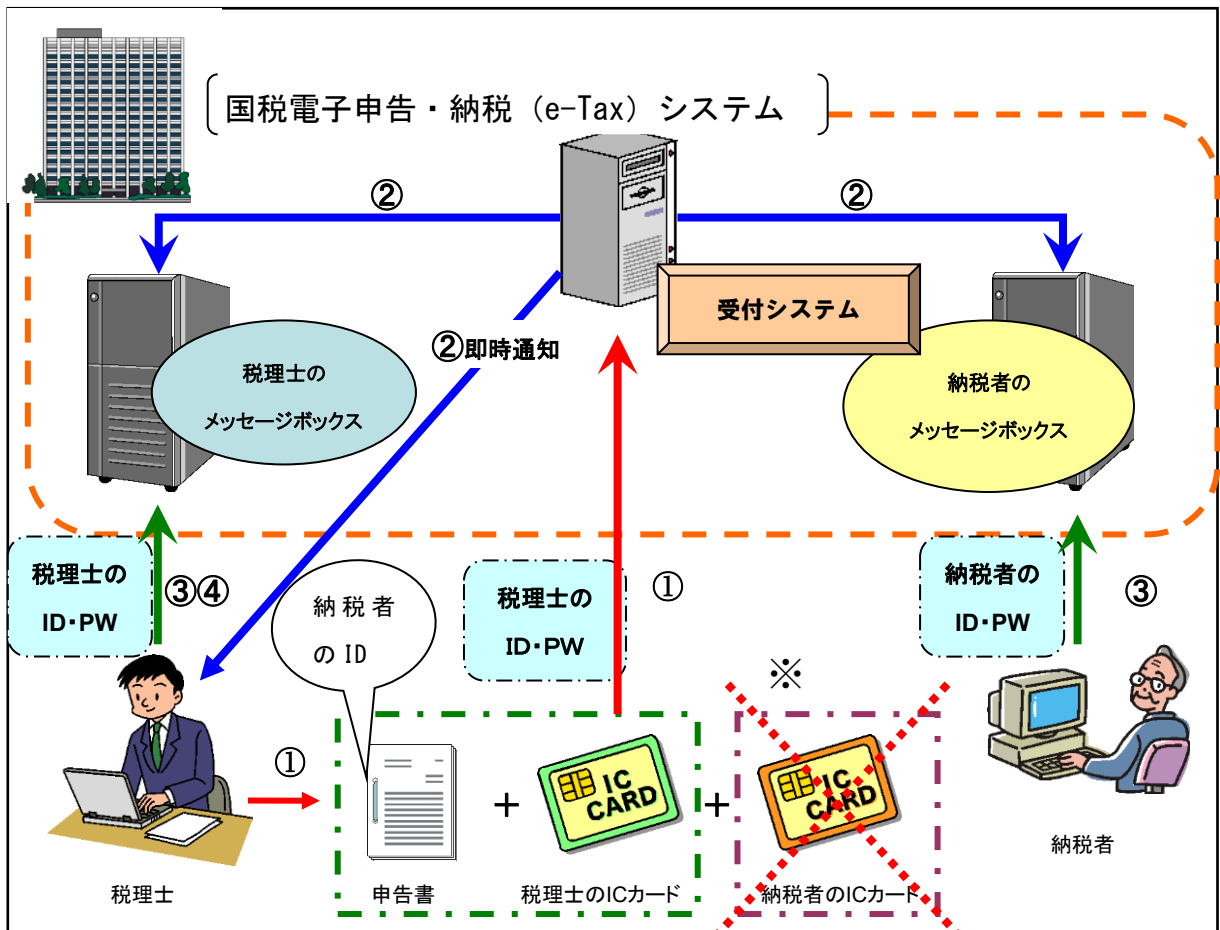 国税電子申告・納税（e-Tax）システム
②
②
受付システム
②即時通知
税理士の
メッセージボックス
納税者の
メッセージボックス
税理士の
ID・PW
③④
納税者
の ID
税理士の
ID・PW
①
納税者の
ID・PW
③
※
①
IC
CARD
IC
CARD
+
+
税理士
申告書
税理士のICカード
納税者のICカード
納税者